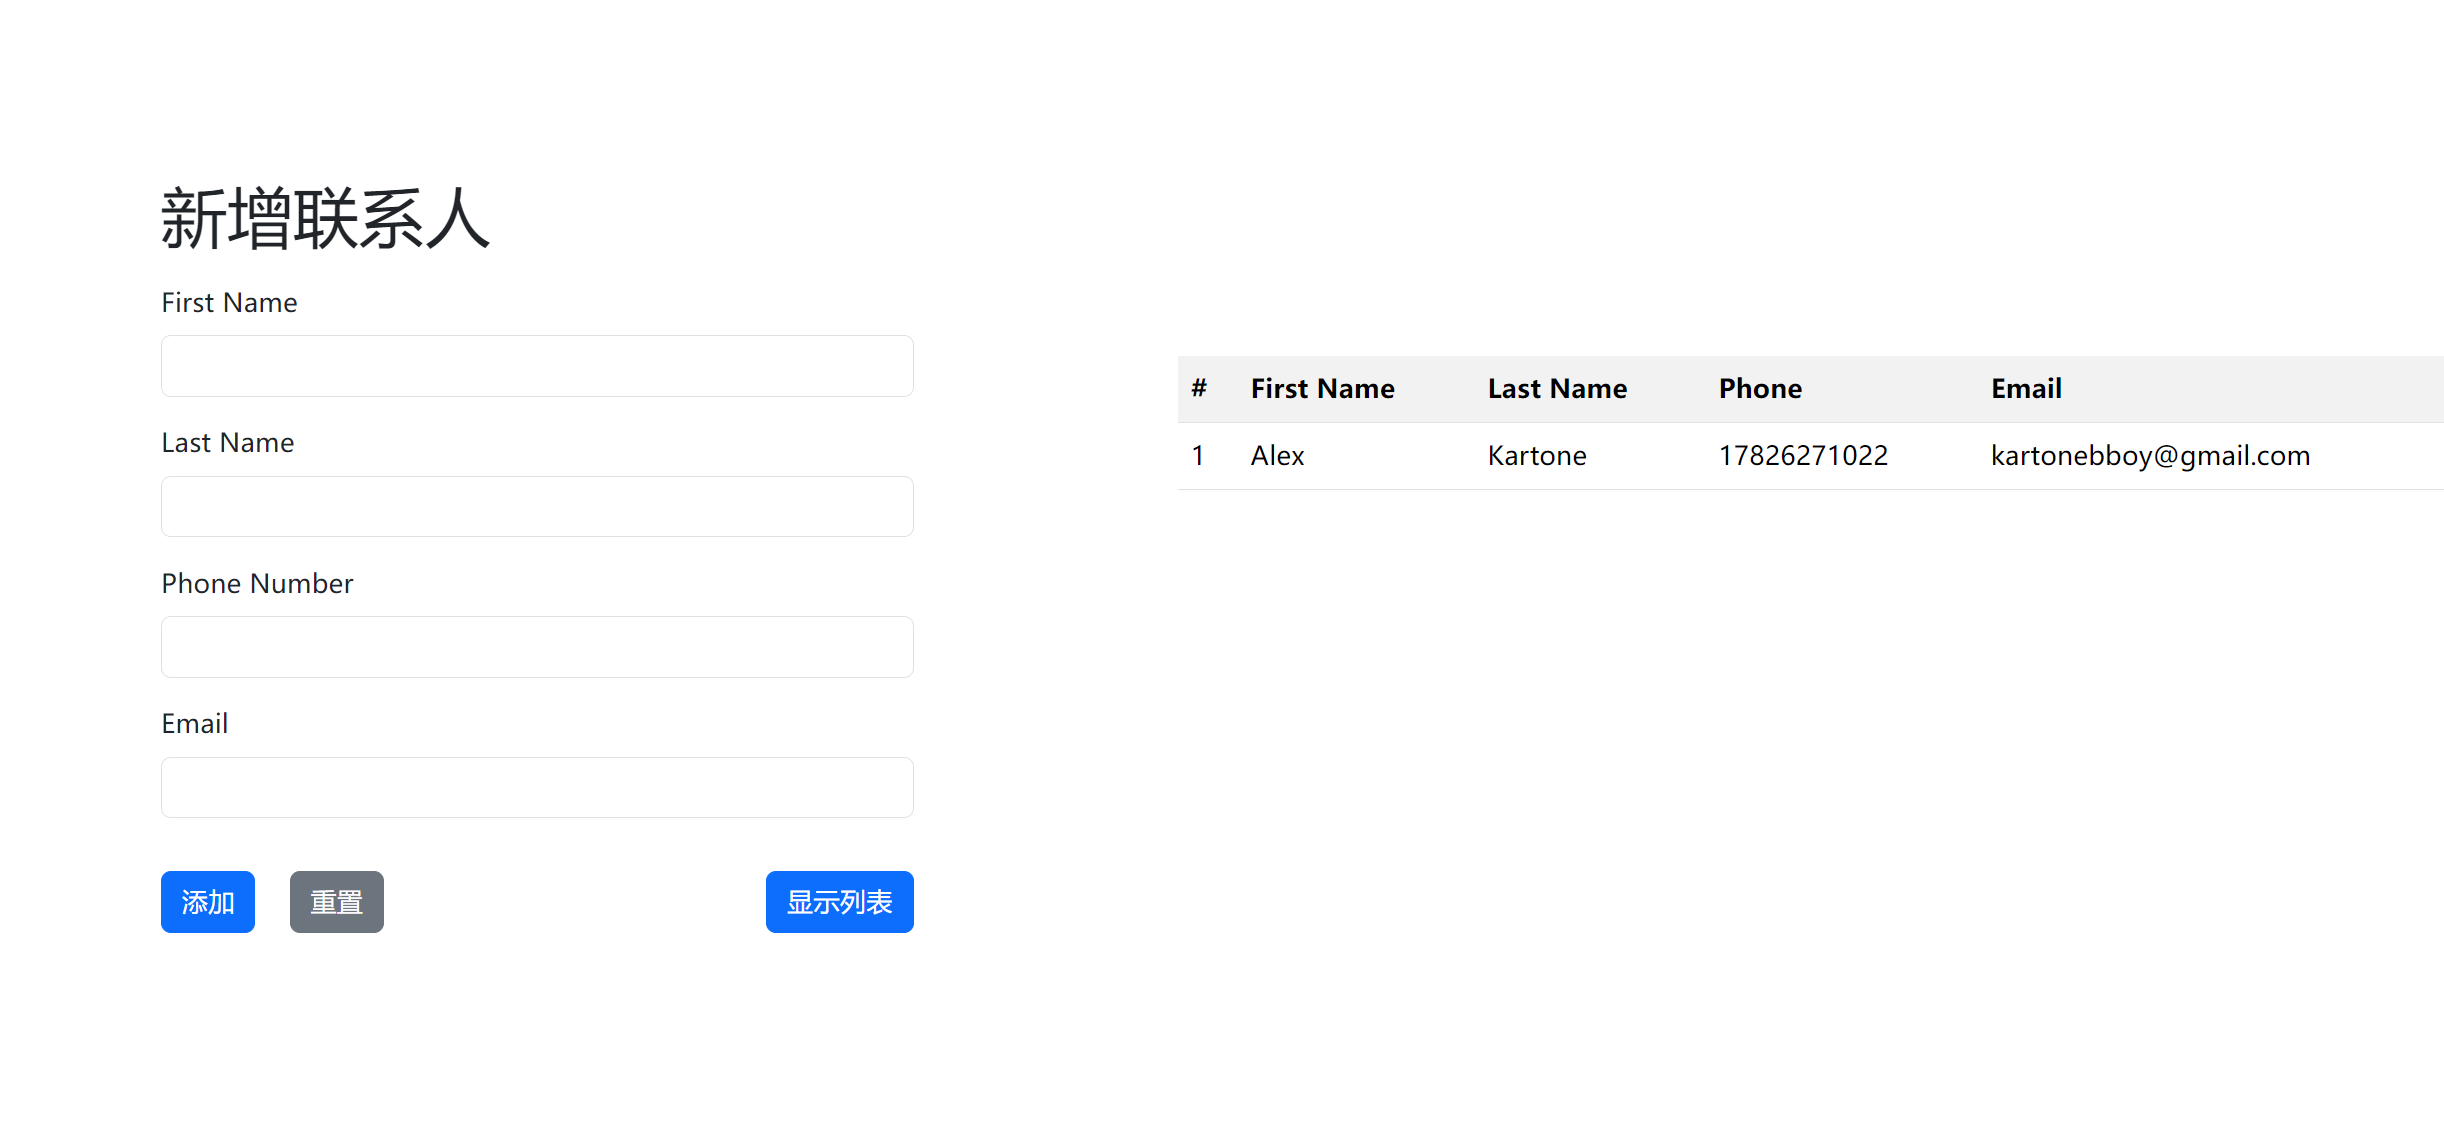 新增联系人
First Name
Last Name
Phone Number
Email
添加 重置 显示列表
# First Name Last Name Phone Email
1 Alex Kartone 17826271022 kartonebboy@gmail.com